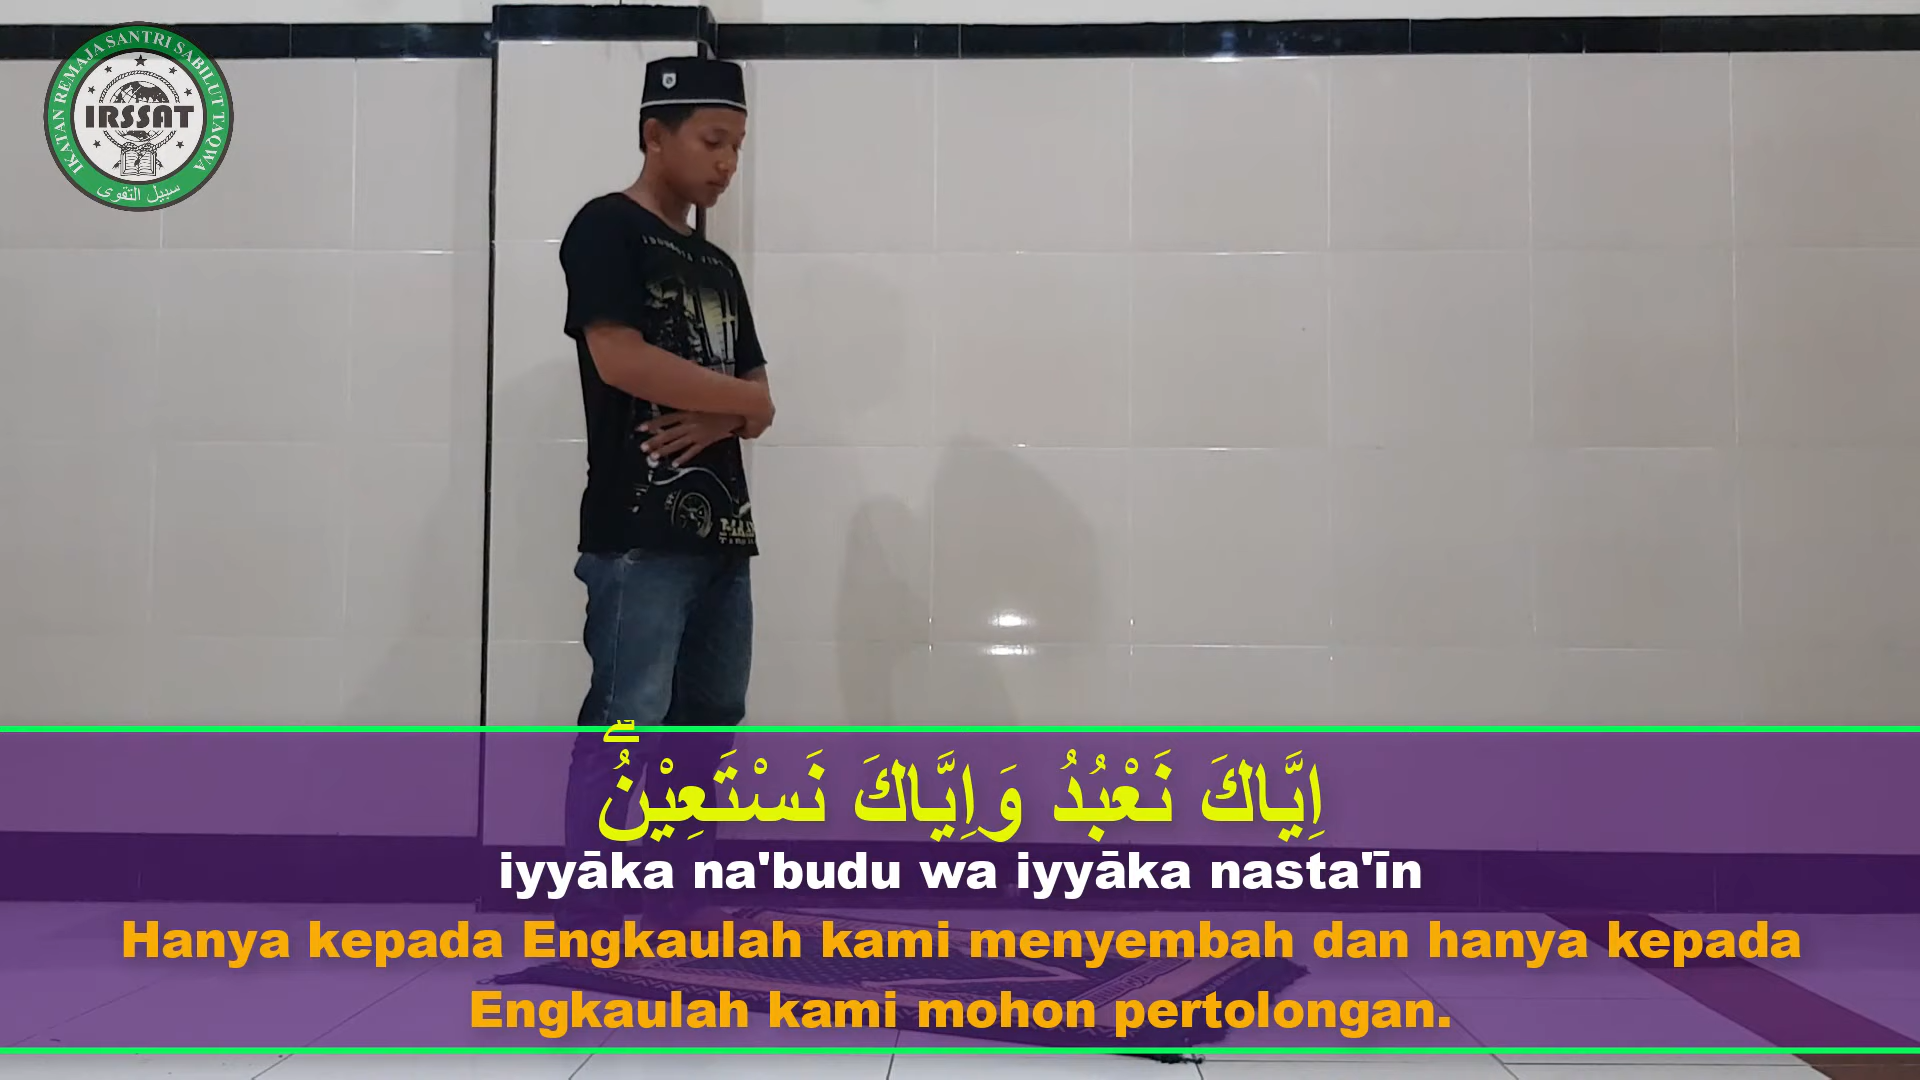 IKATAN REMAJA SANTRI SABILUT TAQWA
IRSSAT
سبيل التقوى
اِيَّاكَ نَعْبُدُ وَاِيَّاكَ نَسْتَعِيْنُۗ
iyyāka na'budu wa iyyāka nasta'īn
Hanya kepada Engkaulah kami menyembah dan hanya kepada
Engkaulah kami mohon pertolongan.